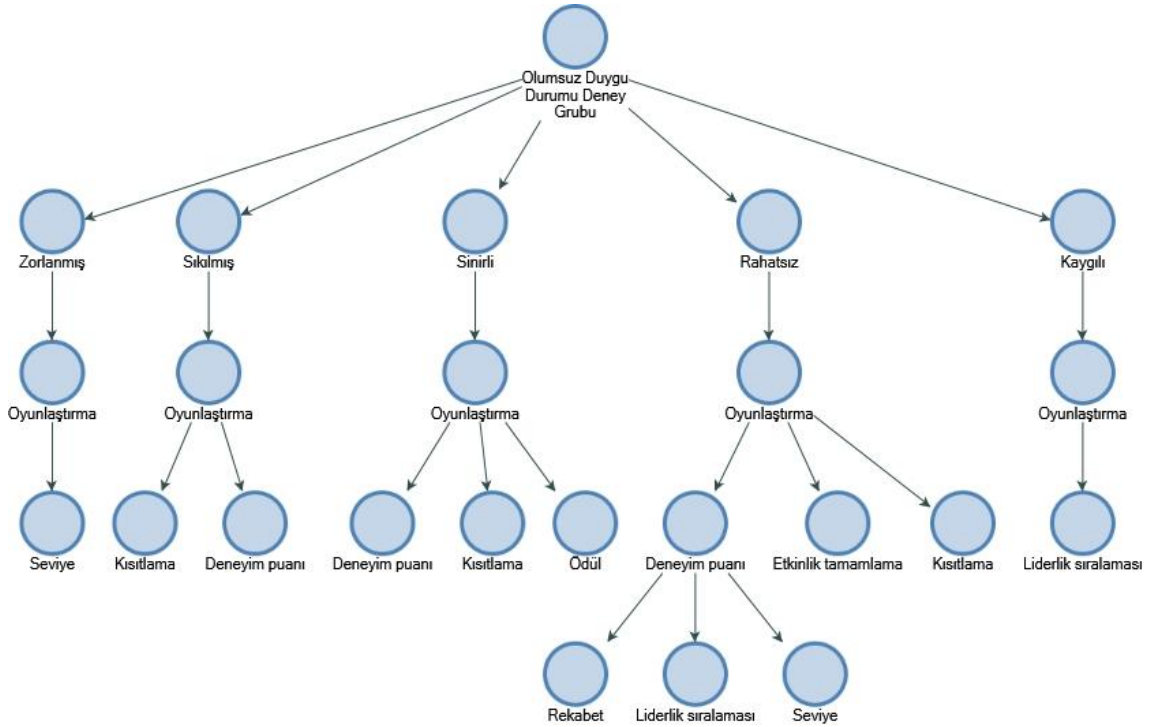 Olumsuz Duygu
Durumu Deney
Grubu
Zorlanmış
Sıkılmış
Sinirli
Rahatsız
Kaygılı
Oyunlaştırma
Oyunlaştırma
Oyunlaştırma
Oyunlaştırma
Oyunlaştırma
Seviye
Kısıtlama
Deneyim puanı
Deneyim puanı
Kısıtlama
Ödül
Deneyim puanı
Etkinlik tamamlama
Kısıtlama
Liderlik sıralaması
Rekabet
Liderlik sıralaması
Seviye